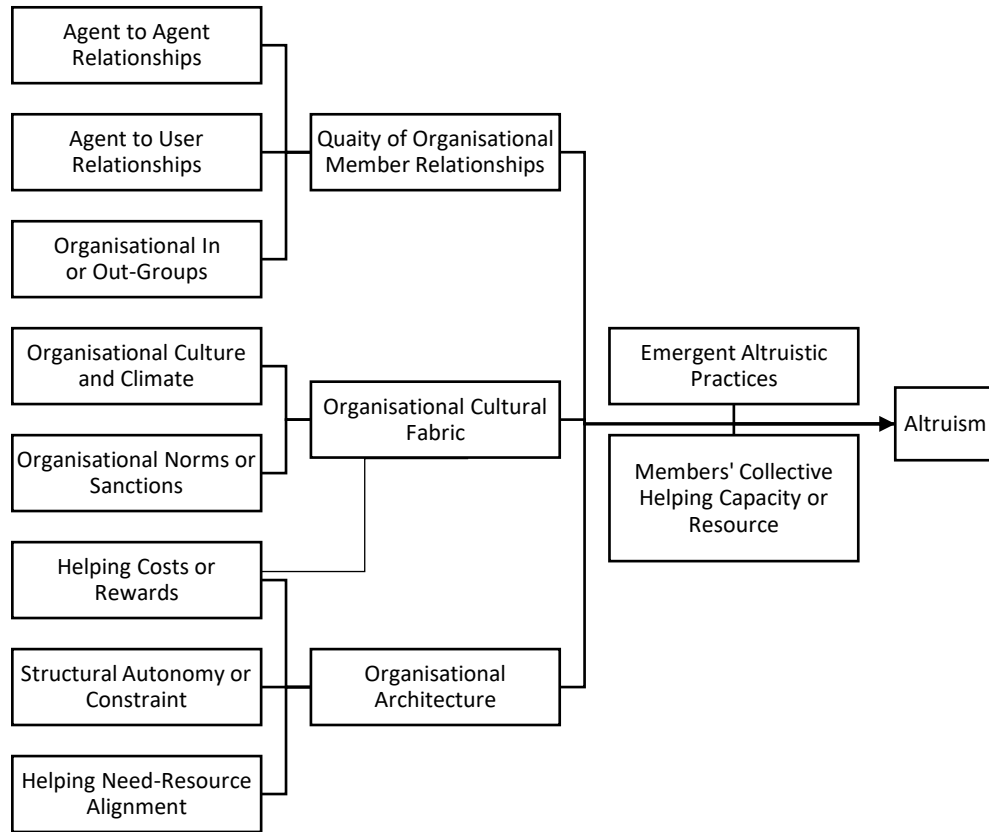 Agent to Agent
Relationships
Agent to User
Relationships
Organisational In
or Out-Groups
Organisational Culture
and Climate
Organisational Norms or
Sanctions
Helping Costs or
Rewards
Structural Autonomy or
Constraint
Helping Need-Resource
Alignment
Quaity of Organisational
Member Relationships
Organisational Cultural
Fabric
Organisational
Architecture
Emergent Altruistic
Practices
Members' Collective
Helping Capacity or
Resource
Altruism